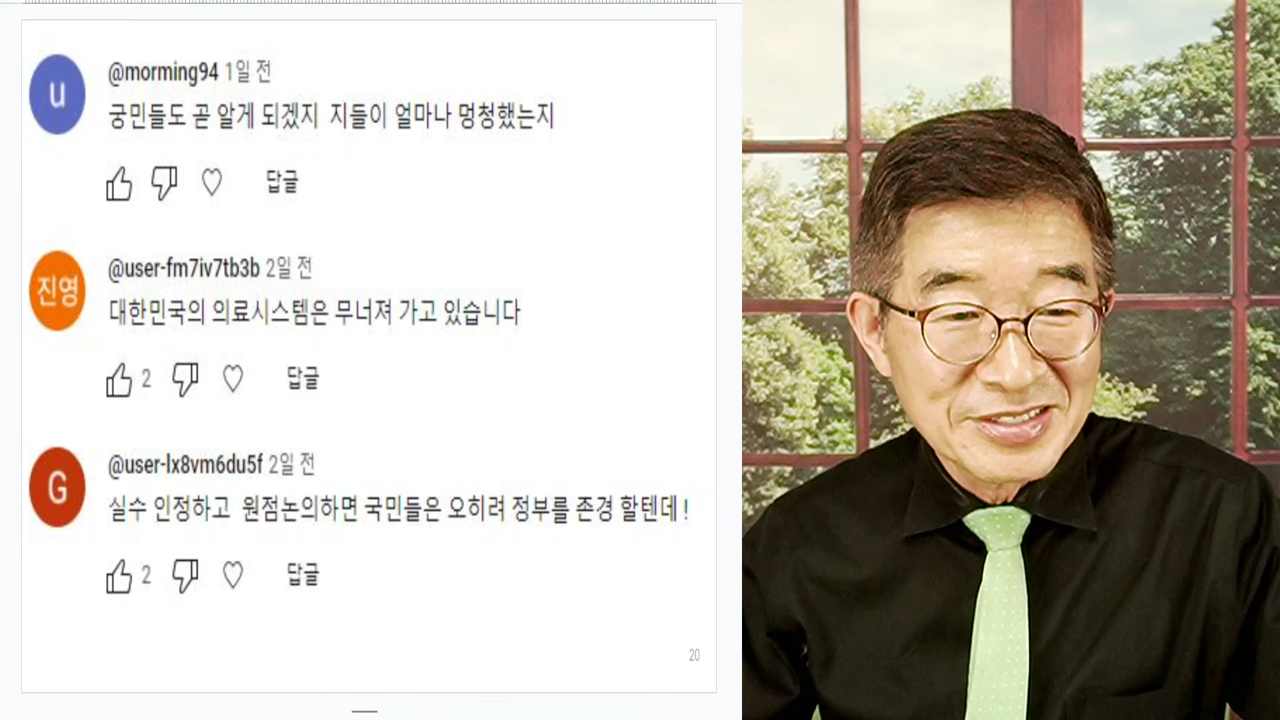 u
@morming94 1일 전
궁민들도 곧 알게 되겠지 지들이 얼마나 멍청했는지
답글
진영
@user-fm7iv7tb3b 2일 전
대한민국의 의료시스템은 무너져 가고 있습니다
2
답글
G
@user-lx8vm6du5f 2일 전
실수 인정하고 원점논의하면 국민들은 오히려 정부를 존경 할텐데 !
2
답글
20